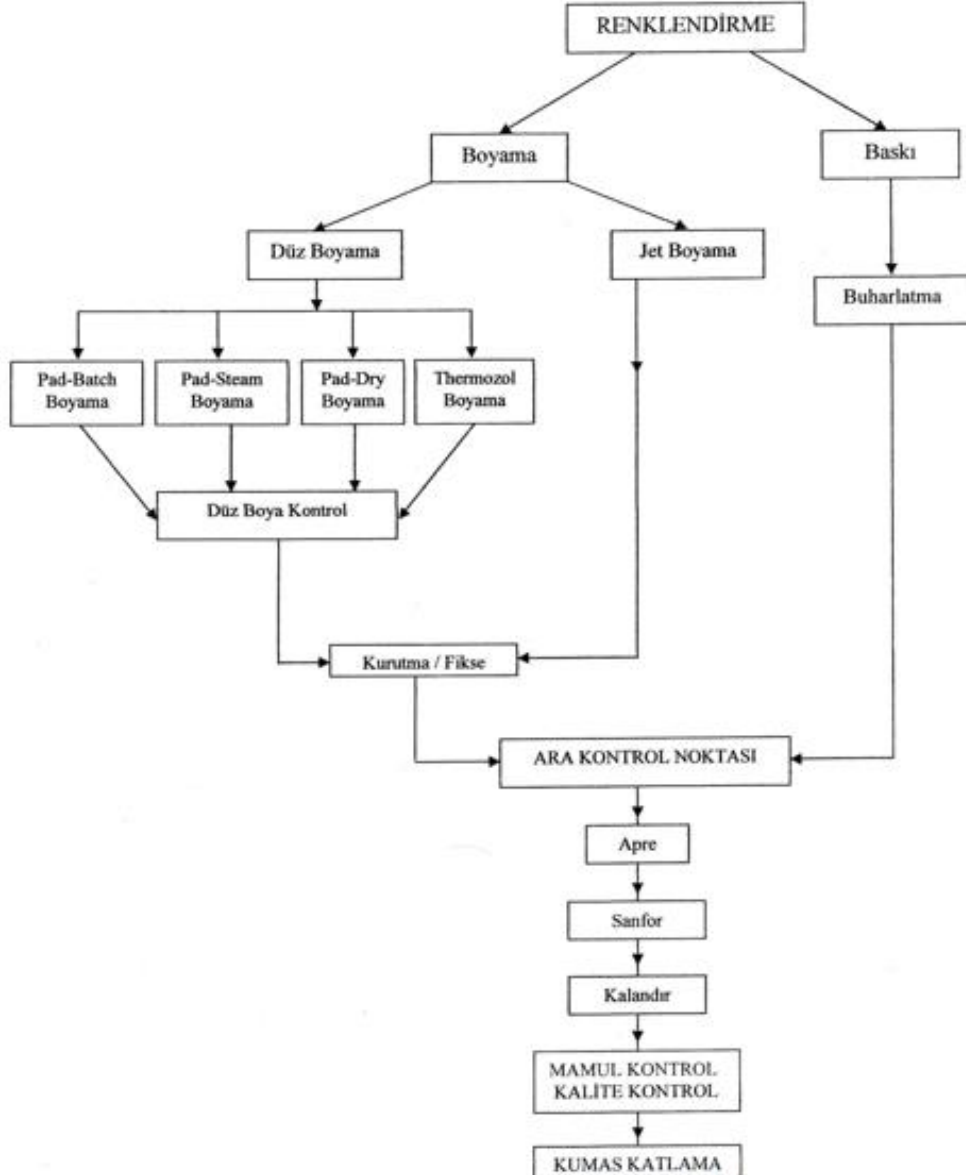 RENKLENDİRME
Boyama
Baskı
Düz Boyama
Jet Boyama
Buharlatma
Pad-Batch
Boyama
Pad-Steam
Boyama
Pad-Dry
Boyama
Thermozol
Boyama
Düz Boya Kontrol
Kurutma / Fikse
ARA KONTROL NOKTASI
Apre
Sanfor
Kalandır
MAMUL KONTROL
KALİTE KONTROL
KUMAS KATLAMA